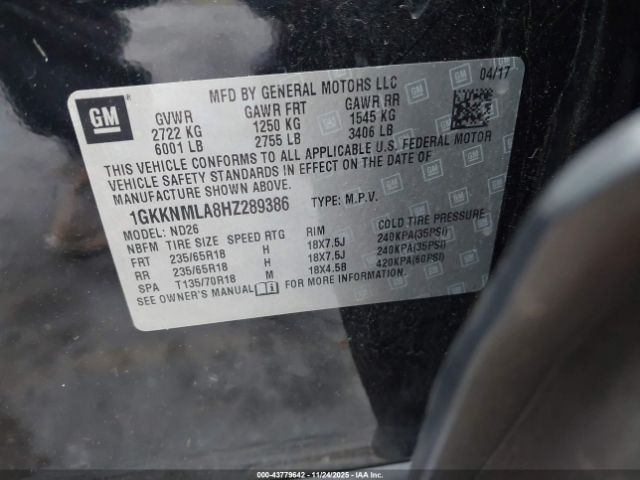 GM
MFD BY GENERAL MOTORS LLC 04/17
GVWR GAWR FRT GAWR RR
2722 KG 1250 KG 1545 KG
6001 LB 2755 LB 3406 LB
THIS VEHICLE CONFORMS TO ALL APPLICABLE U.S. FEDERAL MOTOR
VEHICLE SAFETY STANDARDS IN EFFECT ON THE DATE OF
MANUFACTURE SHOWN ABOVE.
1GKKNMLA8HZ289386 TYPE: M.P.V.
MODEL: ND26
NBFM TIRE SIZE SPEED RTG RIM COLD TIRE PRESSURE
FRT 235/65R18 H 18X7.5J 240KPA(35PSI)
RR 235/65R18 H 18X7.5J 240KPA(35PSI)
SPA T135/70R18 M 18X4.5B 420KPA(60PSI)
SEE OWNER'S MANUAL FOR MORE INFORMATION.
000-43779642 - 11/24/2025 - IAAI.COM